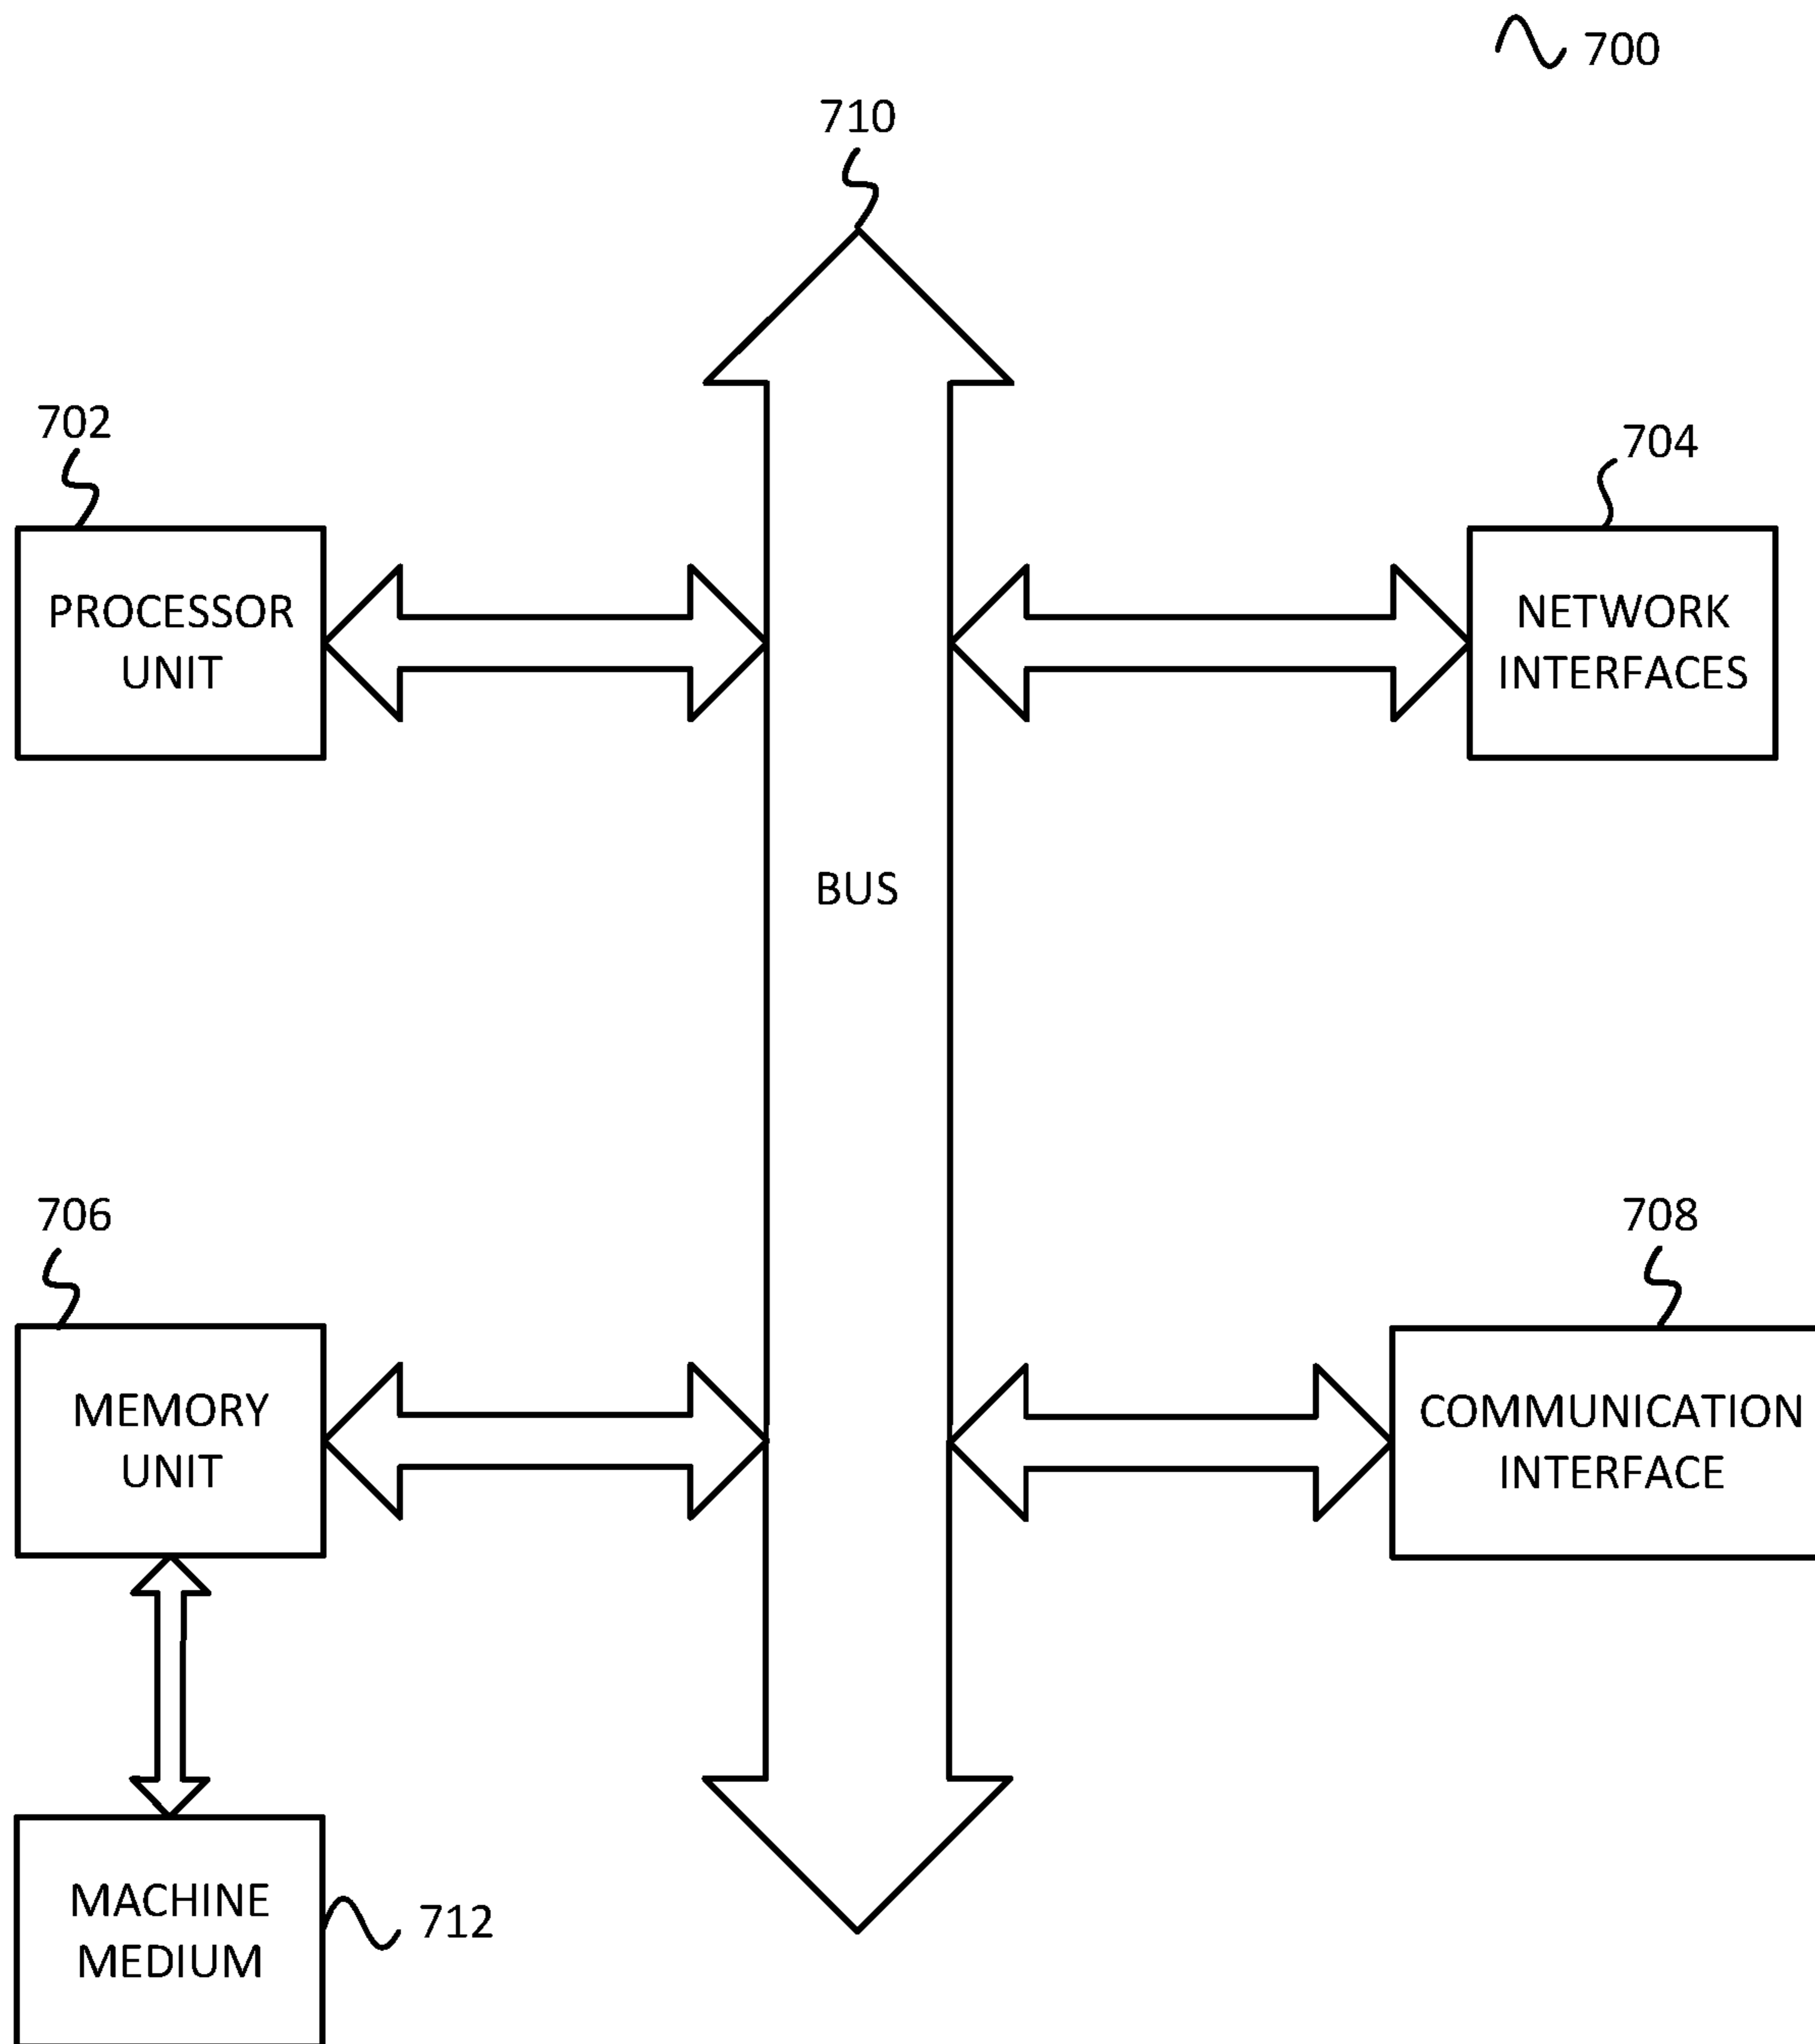 700
710
702
704
PROCESSOR
UNIT
NETWORK
INTERFACES
BUS
706
708
MEMORY
UNIT
COMMUNICATION
INTERFACE
MACHINE
MEDIUM
712